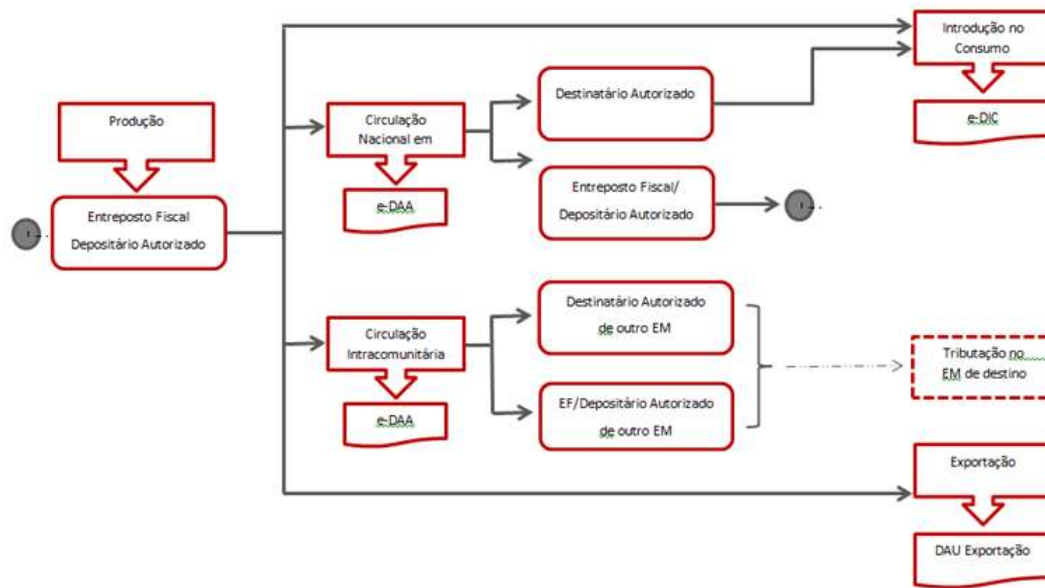 Produção
Entreposto Fiscal
Depositário Autorizado
Circulação
Nacional em
e-DAA
Destinatário Autorizado
Entreposto Fiscal/
Depositário Autorizado
Introdução no
Consumo
e-DIC
Circulação
Intracomunitária
e-DAA
Destinatário Autorizado
de outro EM
EF/Depositário Autorizado
de outro EM
Tributação no
EM de destino
Exportação
DAU Exportação